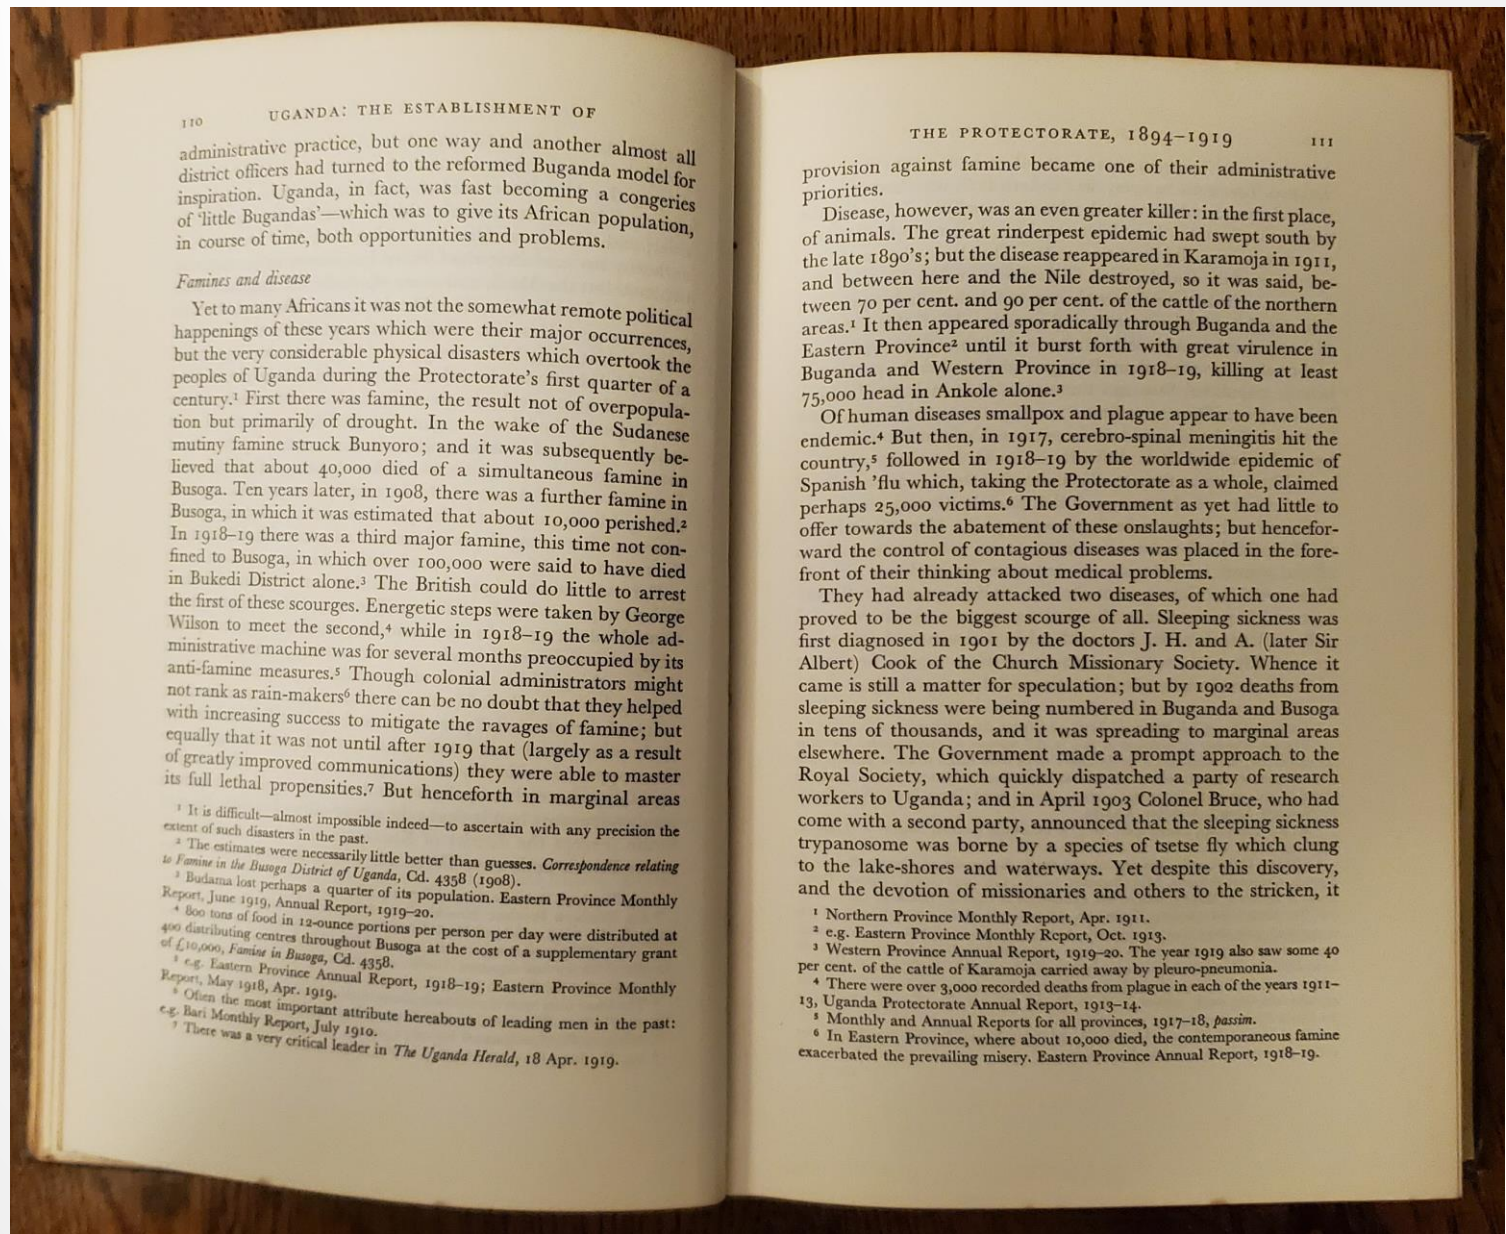 110 UGANDA: THE ESTABLISHMENT OF
administrative practice, but one way and another almost all
district officers had turned to the reformed Buganda model for
inspiration. Uganda, in fact, was fast becoming a congeries
of 'little Bugandas'—which was to give its African population,
in course of time, both opportunities and problems.
Famines and disease
Yet to many Africans it was not the somewhat remote political
happenings of these years which were their major occurrences,
but the very considerable physical disasters which overtook the
peoples of Uganda during the Protectorate's first quarter of a
century.¹ First there was famine, the result not of overpopula-
tion but primarily of drought. In the wake of the Sudanese
mutiny famine struck Bunyoro; and it was subsequently be-
lieved that about 40,000 died of a simultaneous famine in
Busoga. Ten years later, in 1908, there was a further famine in
Busoga, in which it was estimated that about 10,000 perished.²
In 1918–19 there was a third major famine, this time not con-
fined to Busoga, in which over 100,000 were said to have died
in Bukedi District alone.³ The British could do little to arrest
the first of these scourges. Energetic steps were taken by George
Wilson to meet the second,⁴ while in 1918–19 the whole ad-
ministrative machine was for several months preoccupied by its
anti-famine measures.⁵ Though colonial administrators might
not rank as rain-makers⁶ there can be no doubt that they helped
with increasing success to mitigate the ravages of famine; but
equally that it was not until after 1919 that (largely as a result
of greatly improved communications) they were able to master
its full lethal propensities.⁷ But henceforth in marginal areas
¹ It is difficult—almost impossible indeed—to ascertain with any precision the
extent of such disasters in the past.
² The estimates were necessarily little better than guesses. Correspondence relating
to Famine in the Busoga District of Uganda, Cd. 4358 (1908).
³ Budama lost perhaps a quarter of its population. Eastern Province Monthly
Report, June 1919, Annual Report, 1919–20.
⁴ 800 tons of food in 12-ounce portions per person per day were distributed at
400 distributing centres throughout Busoga at the cost of a supplementary grant
of £10,000, Famine in Busoga, Cd. 4358.
⁵ e.g. Eastern Province Annual Report, 1918–19; Eastern Province Monthly
Report, May 1918, Apr. 1919.
⁶ Often the most important attribute hereabouts of leading men in the past:
e.g. Bari Monthly Report, July 1910.
⁷ There was a very critical leader in The Uganda Herald, 18 Apr. 1919.
THE PROTECTORATE, 1894–1919 111
provision against famine became one of their administrative
priorities.
Disease, however, was an even greater killer: in the first place,
of animals. The great rinderpest epidemic had swept south by
the late 1890's; but the disease reappeared in Karamoja in 1911,
and between here and the Nile destroyed, so it was said, be-
tween 70 per cent. and 90 per cent. of the cattle of the northern
areas.¹ It then appeared sporadically through Buganda and the
Eastern Province² until it burst forth with great virulence in
Buganda and Western Province in 1918–19, killing at least
75,000 head in Ankole alone.³
Of human diseases smallpox and plague appear to have been
endemic.⁴ But then, in 1917, cerebro-spinal meningitis hit the
country,⁵ followed in 1918–19 by the worldwide epidemic of
Spanish 'flu which, taking the Protectorate as a whole, claimed
perhaps 25,000 victims.⁶ The Government as yet had little to
offer towards the abatement of these onslaughts; but hencefor-
ward the control of contagious diseases was placed in the fore-
front of their thinking about medical problems.
They had already attacked two diseases, of which one had
proved to be the biggest scourge of all. Sleeping sickness was
first diagnosed in 1901 by the doctors J. H. and A. (later Sir
Albert) Cook of the Church Missionary Society. Whence it
came is still a matter for speculation; but by 1902 deaths from
sleeping sickness were being numbered in Buganda and Busoga
in tens of thousands, and it was spreading to marginal areas
elsewhere. The Government made a prompt approach to the
Royal Society, which quickly dispatched a party of research
workers to Uganda; and in April 1903 Colonel Bruce, who had
come with a second party, announced that the sleeping sickness
trypanosome was borne by a species of tsetse fly which clung
to the lake-shores and waterways. Yet despite this discovery,
and the devotion of missionaries and others to the stricken, it
¹ Northern Province Monthly Report, Apr. 1911.
² e.g. Eastern Province Monthly Report, Oct. 1913.
³ Western Province Annual Report, 1919–20. The year 1919 also saw some 40
per cent. of the cattle of Karamoja carried away by pleuro-pneumonia.
⁴ There were over 3,000 recorded deaths from plague in each of the years 1911–
13, Uganda Protectorate Annual Report, 1913–14.
⁵ Monthly and Annual Reports for all provinces, 1917–18, passim.
⁶ In Eastern Province, where about 10,000 died, the contemporaneous famine
exacerbated the prevailing misery. Eastern Province Annual Report, 1918–19.